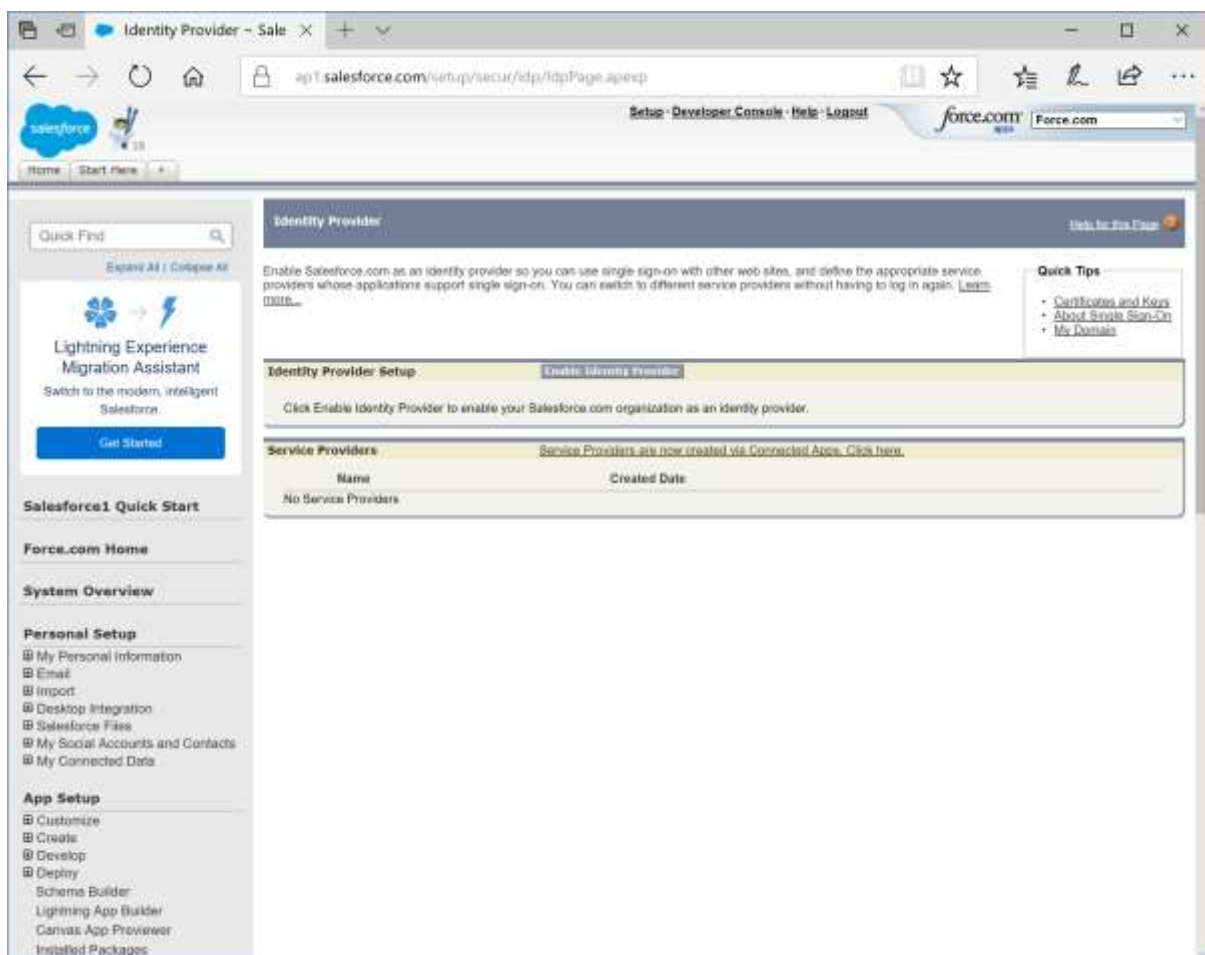 Identity Provider ~ Sale
ap1.salesforce.com/setup/secur/idp/IdpPage.apexp
salesforce
18
Setup · Developer Console · Help · Logout
force.com
apps
Force.com
Home
Start Here
+
Quick Find
Expand All | Collapse All
Lightning Experience
Migration Assistant
Switch to the modern, intelligent
Salesforce.
Get Started
Salesforce1 Quick Start
Force.com Home
System Overview
Personal Setup
My Personal Information
Email
Import
Desktop Integration
Salesforce Files
My Social Accounts and Contacts
My Connected Data
App Setup
Customize
Create
Develop
Deploy
Schema Builder
Lightning App Builder
Canvas App Previewer
Installed Packages
Identity Provider
Help for this Page
Enable Salesforce.com as an identity provider so you can use single sign-on with other web sites, and define the appropriate service
providers whose applications support single sign-on. You can switch to different service providers without having to log in again. Learn
more...
Quick Tips
• Certificates and Keys
• About Single Sign-On
• My Domain
Identity Provider Setup
Enable Identity Provider
Click Enable Identity Provider to enable your Salesforce.com organization as an identity provider.
Service Providers
Service Providers are now created via Connected Apps. Click here.
Name Created Date
No Service Providers